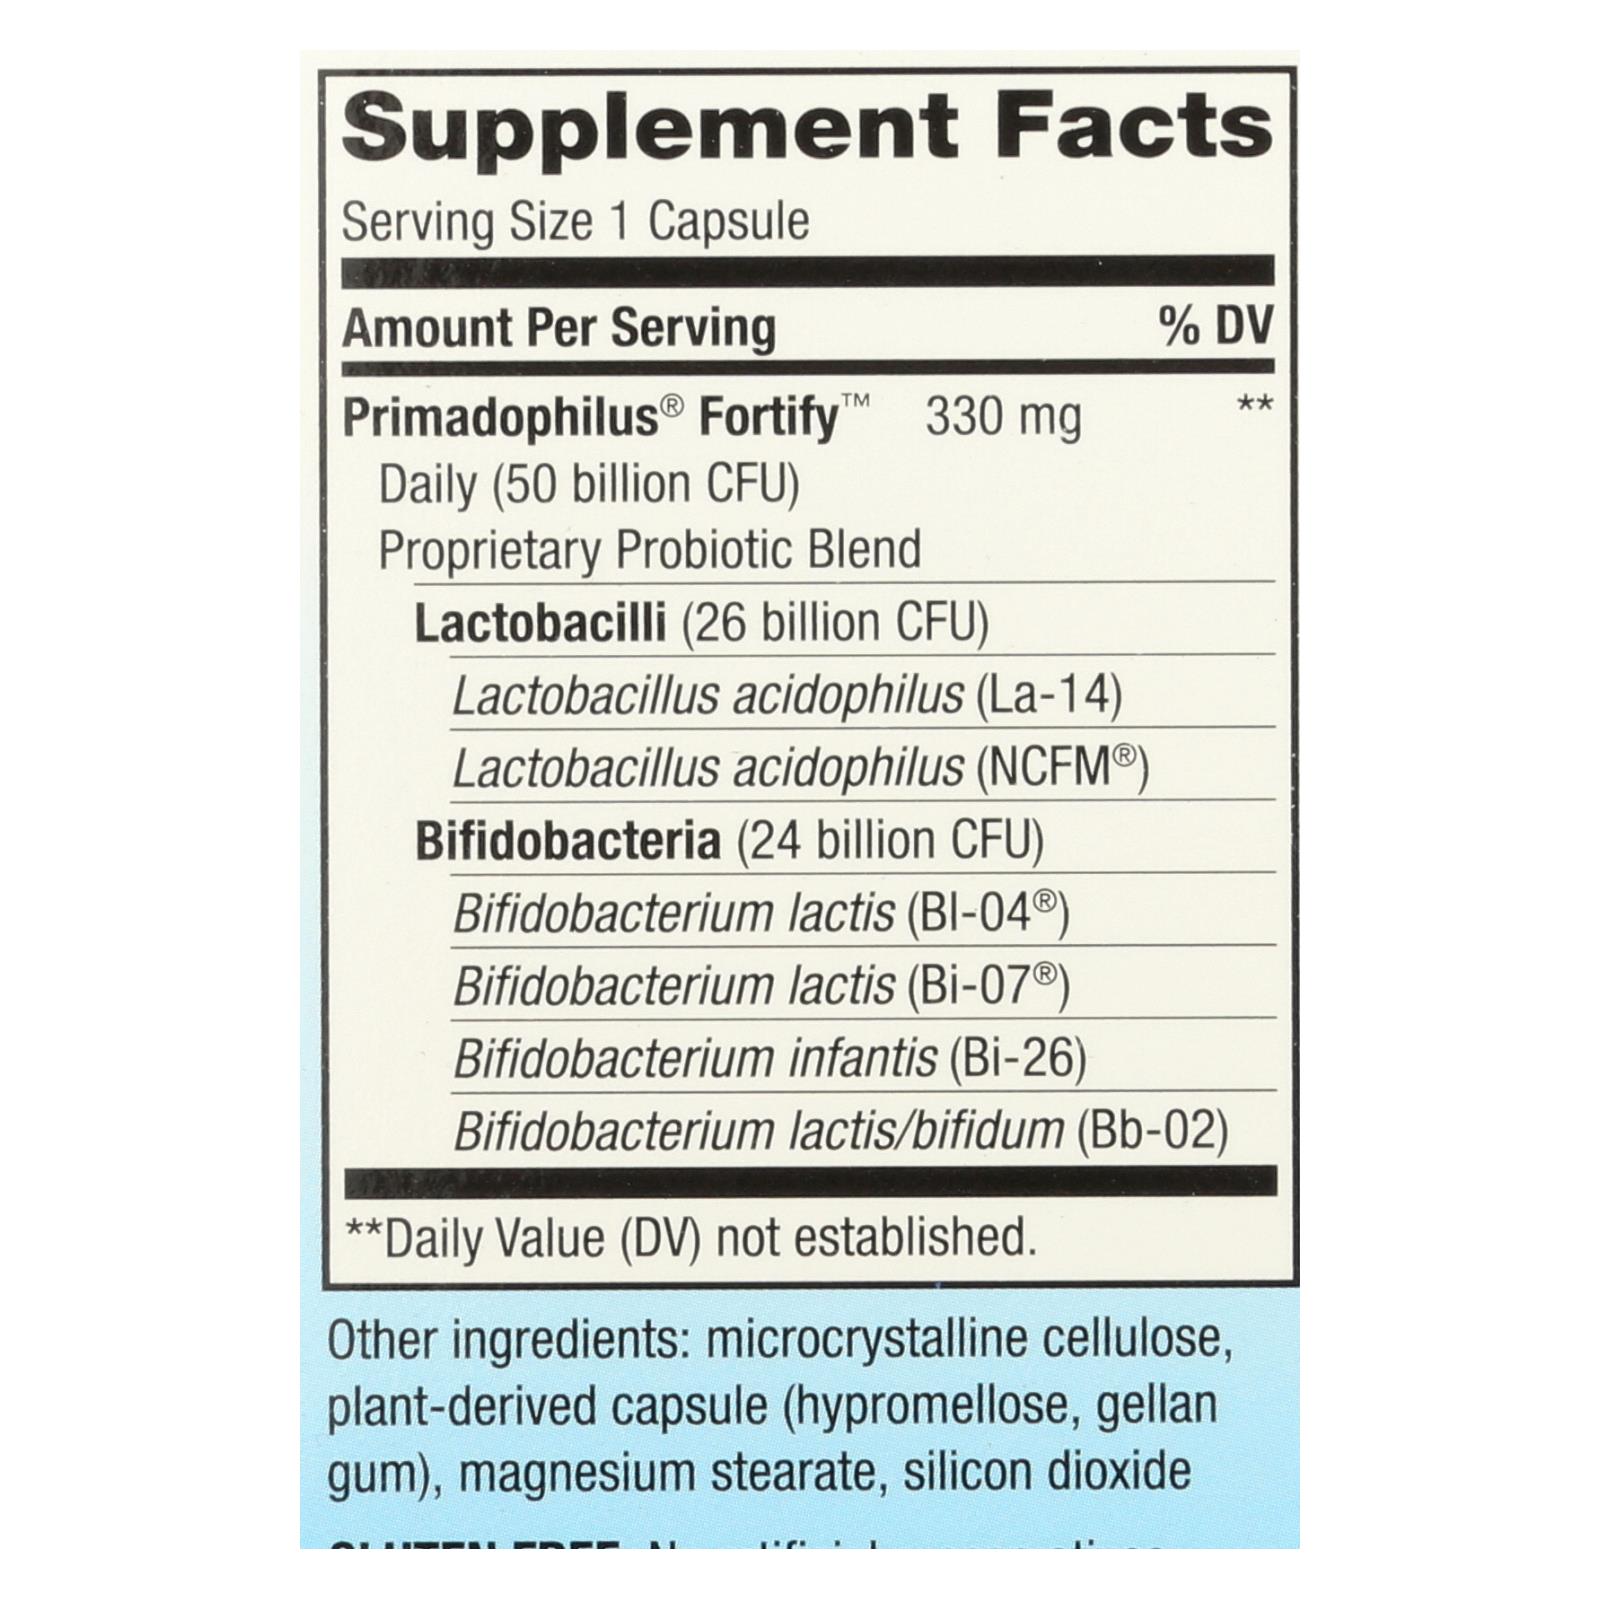 Supplement Facts
Serving Size 1 Capsule
Amount Per Serving % DV
Primadophilus® Fortify™ 330 mg **
Daily (50 billion CFU)
Proprietary Probiotic Blend
Lactobacilli (26 billion CFU)
Lactobacillus acidophilus (La-14)
Lactobacillus acidophilus (NCFM®)
Bifidobacteria (24 billion CFU)
Bifidobacterium lactis (Bl-04®)
Bifidobacterium lactis (Bi-07®)
Bifidobacterium infantis (Bi-26)
Bifidobacterium lactis/bifidum (Bb-02)
**Daily Value (DV) not established.
Other ingredients: microcrystalline cellulose,
plant-derived capsule (hypromellose, gellan
gum), magnesium stearate, silicon dioxide
GLUTEN FREE